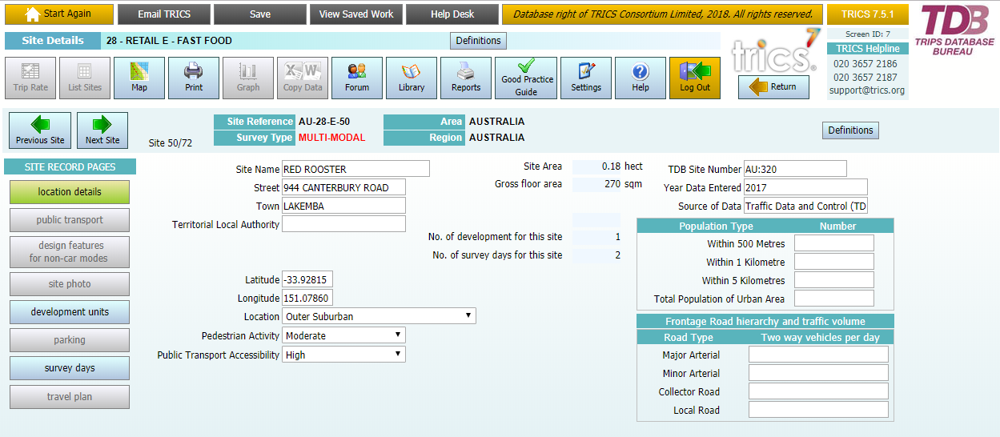 Start Again
Email TRICS
Save
View Saved Work
Help Desk
Database right of TRICS Consortium Limited, 2018. All rights reserved.
TRICS 7.5.1
TDB
TRIPS DATABASE
BUREAU
Site Details
28 - RETAIL E - FAST FOOD
Definitions
trics 7
Screen ID: 7
TRICS Helpline
020 3657 2186
020 3657 2187
support@trics.org
Trip Rate
List Sites
Map
Print
Graph
Copy Data
Forum
Library
Reports
Good Practice
Guide
Settings
Help
Log Out
Return
Previous Site
Next Site
Site 50/72
Site Reference AU-28-E-50
Area AUSTRALIA
Survey Type MULTI-MODAL
Region AUSTRALIA
Definitions
SITE RECORD PAGES
location details
public transport
design features
for non-car modes
site photo
development units
parking
survey days
travel plan
Site Name RED ROOSTER
Street 944 CANTERBURY ROAD
Town LAKEMBA
Territorial Local Authority
Latitude -33.92815
Longitude 151.07860
Location Outer Suburban
Pedestrian Activity Moderate
Public Transport Accessibility High
Site Area 0.18 hect
Gross floor area 270 sqm
No. of development for this site 1
No. of survey days for this site 2
TDB Site Number AU:320
Year Data Entered 2017
Source of Data Traffic Data and Control (TD
Population Type Number
Within 500 Metres
Within 1 Kilometre
Within 5 Kilometres
Total Population of Urban Area
Frontage Road hierarchy and traffic volume
Road Type Two way vehicles per day
Major Arterial
Minor Arterial
Collector Road
Local Road